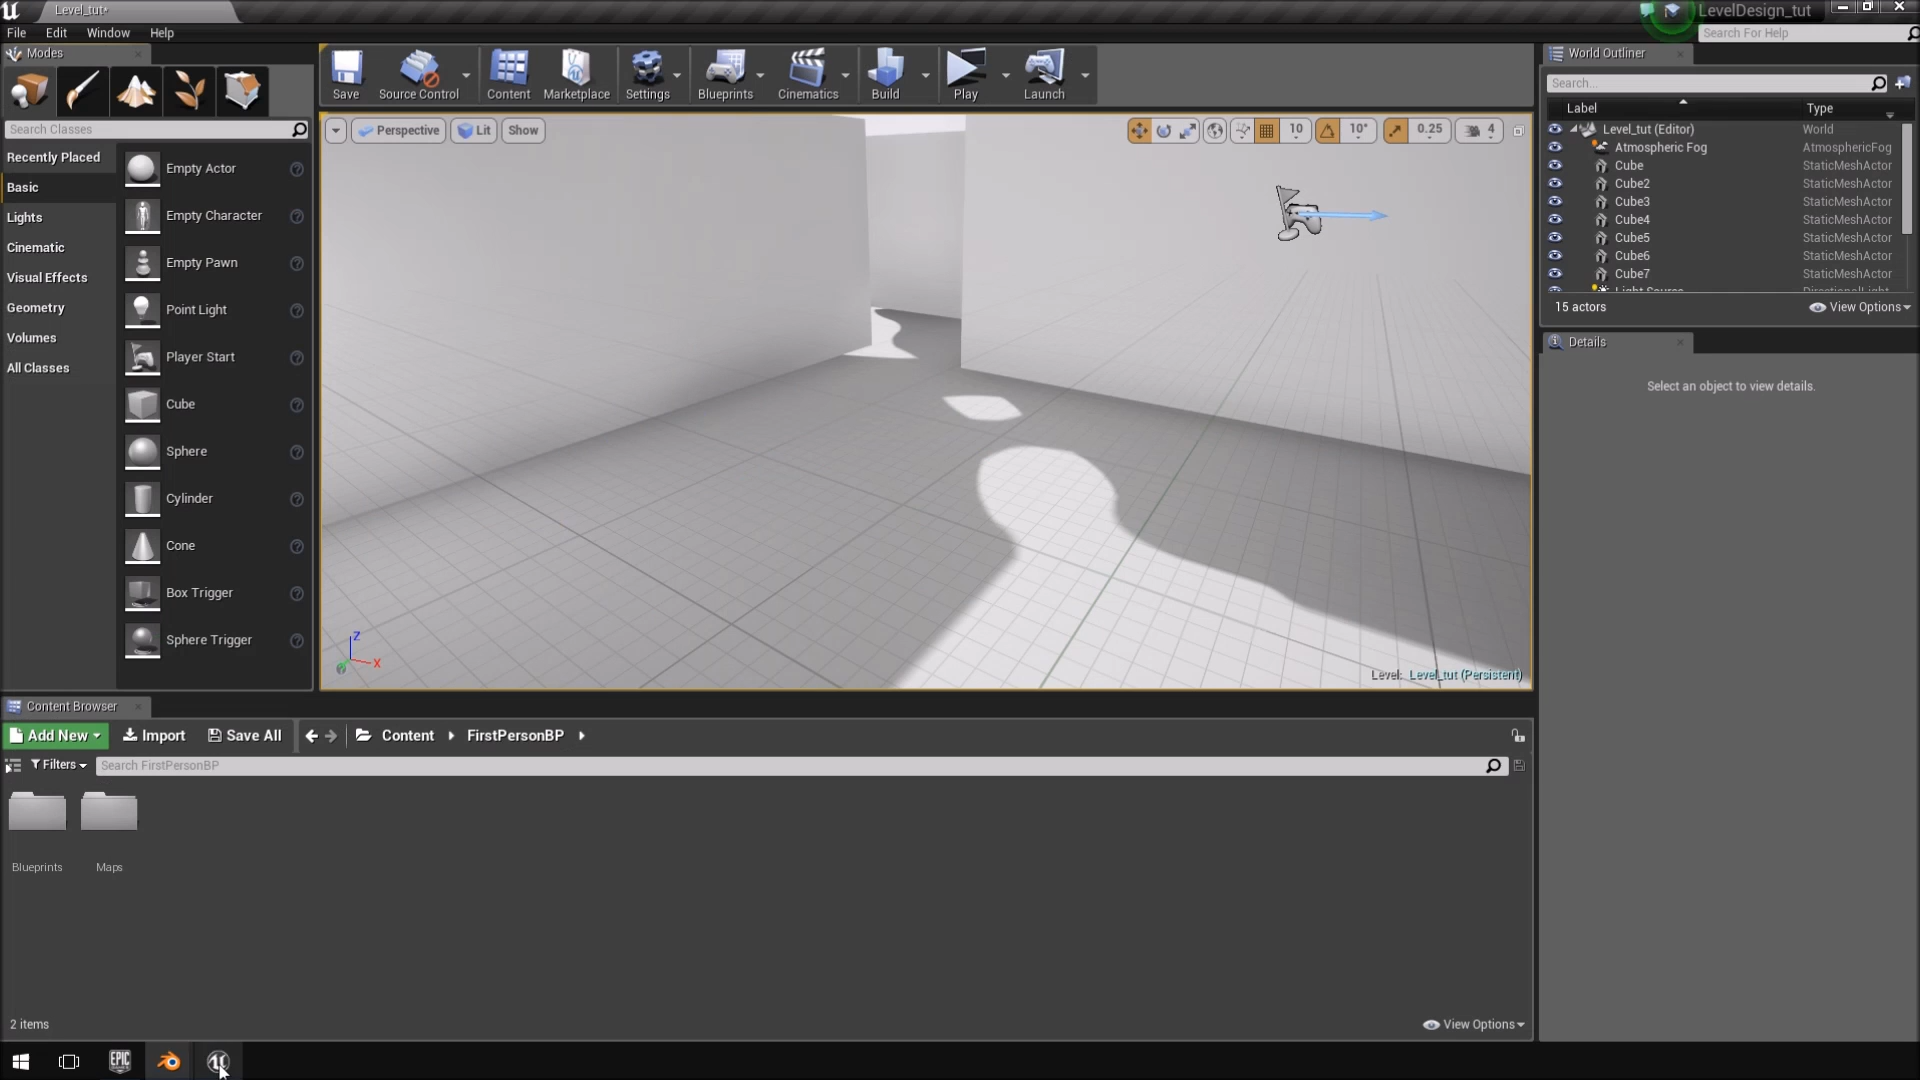 Level_tut*
LevelDesign_tut
File Edit Window Help
Search For Help
Modes
Search Classes
Recently Placed
Basic
Lights
Cinematic
Visual Effects
Geometry
Volumes
All Classes
Empty Actor
Empty Character
Empty Pawn
Point Light
Player Start
Cube
Sphere
Cylinder
Cone
Box Trigger
Sphere Trigger
Save Source Control Content Marketplace Settings Blueprints Cinematics Build Play Launch
Perspective Lit Show
10 10° 0.25 4
Z
X
Level: Level_tut (Persistent)
World Outliner
Search...
Label Type
Level_tut (Editor) World
Atmospheric Fog AtmosphericFog
Cube StaticMeshActor
Cube2 StaticMeshActor
Cube3 StaticMeshActor
Cube4 StaticMeshActor
Cube5 StaticMeshActor
Cube6 StaticMeshActor
Cube7 StaticMeshActor
Light Source DirectionalLight
15 actors View Options
Details
Select an object to view details.
Content Browser
Add New Import Save All Content FirstPersonBP
Filters Search FirstPersonBP
Blueprints Maps
2 items View Options
EPIC